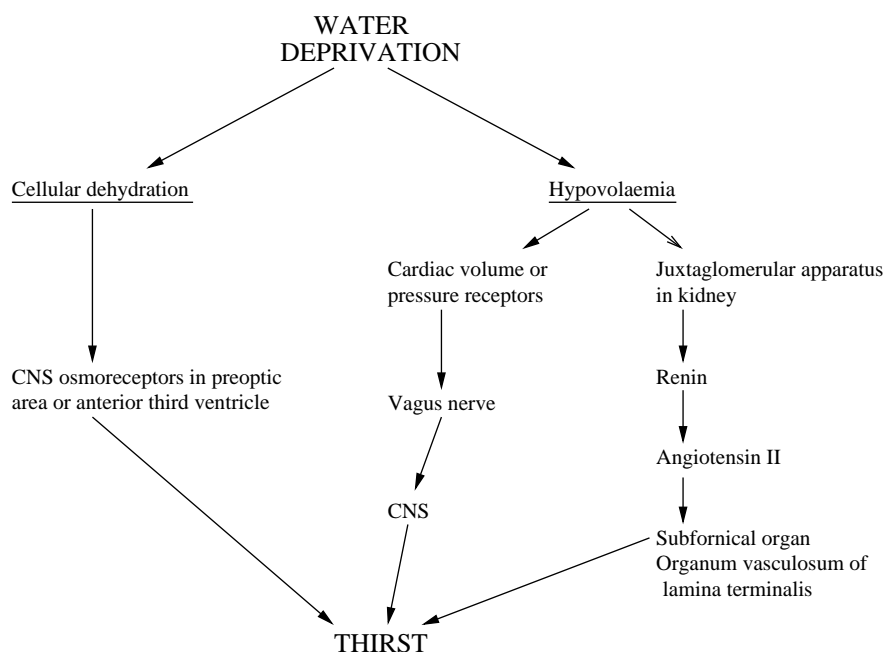 WATER
DEPRIVATION
Cellular dehydration
Hypovolaemia
Cardiac volume or
pressure receptors
Juxtaglomerular apparatus
in kidney
CNS osmoreceptors in preoptic
area or anterior third ventricle
Vagus nerve
Renin
Angiotensin II
CNS
Subfornical organ
Organum vasculosum of
lamina terminalis
THIRST